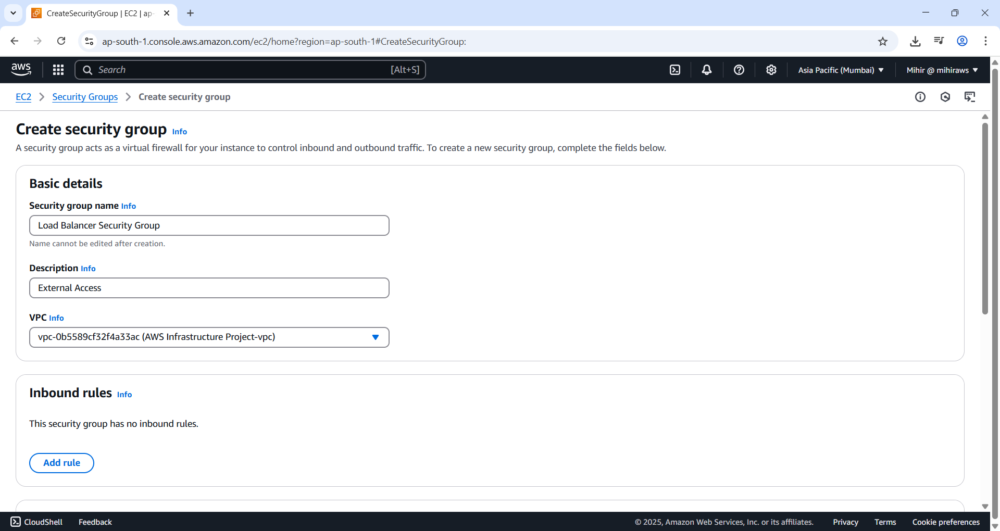 CreateSecurityGroup | EC2 | ap-
ap-south-1.console.aws.amazon.com/ec2/home?region=ap-south-1#CreateSecurityGroup:
aws
Search
[Alt+S]
Asia Pacific (Mumbai)
Mihir @ mihiraws
EC2
Security Groups
Create security group
Create security group Info
A security group acts as a virtual firewall for your instance to control inbound and outbound traffic. To create a new security group, complete the fields below.
Basic details
Security group name Info
Load Balancer Security Group
Name cannot be edited after creation.
Description Info
External Access
VPC Info
vpc-0b5589cf32f4a33ac (AWS Infrastructure Project-vpc)
Inbound rules Info
This security group has no inbound rules.
Add rule
CloudShell
Feedback
© 2025, Amazon Web Services, Inc. or its affiliates.
Privacy
Terms
Cookie preferences